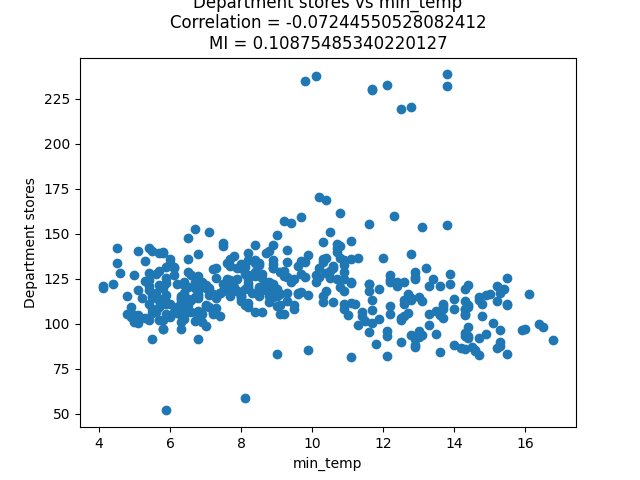 Department stores vs min_temp
Correlation = -0.07244550528082412
MI = 0.10875485340220127
225
200
175
150
125
100
75
50
Department stores
4 6 8 10 12 14 16
min_temp